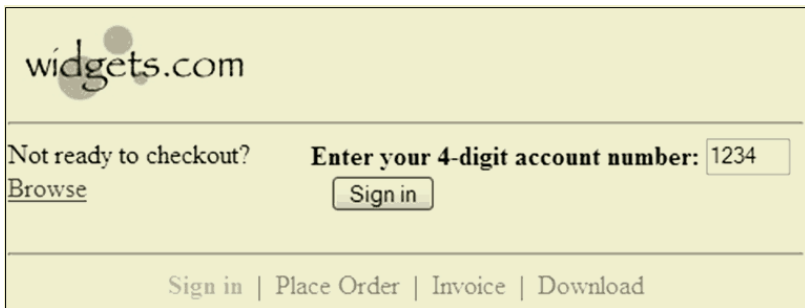 widgets.com
Not ready to checkout?
Browse
Enter your 4-digit account number: 1234
Sign in
Sign in | Place Order | Invoice | Download